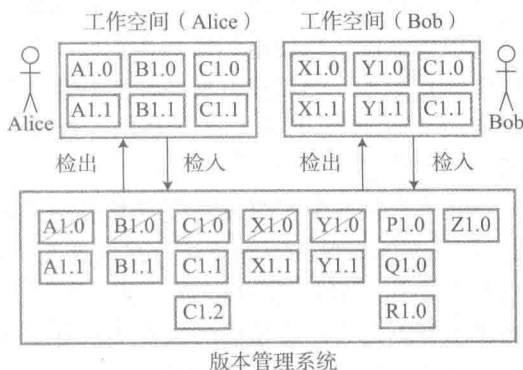 工作空间（Alice） 工作空间（Bob）
A1.0 B1.0 C1.0 X1.0 Y1.0 C1.0
A1.1 B1.1 C1.1 X1.1 Y1.1 C1.1
Alice Bob
检出 检入 检出 检入
A1.0 B1.0 C1.0 X1.0 Y1.0 P1.0 Z1.0
A1.1 B1.1 C1.1 X1.1 Y1.1 Q1.0
C1.2 R1.0
版本管理系统